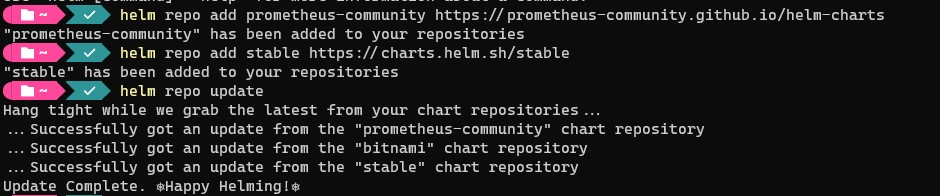 ~ helm repo add prometheus-community https://prometheus-community.github.io/helm-charts
"prometheus-community" has been added to your repositories
~ helm repo add stable https://charts.helm.sh/stable
"stable" has been added to your repositories
~ helm repo update
Hang tight while we grab the latest from your chart repositories...
...Successfully got an update from the "prometheus-community" chart repository
...Successfully got an update from the "bitnami" chart repository
...Successfully got an update from the "stable" chart repository
Update Complete. ⎈Happy Helming!⎈